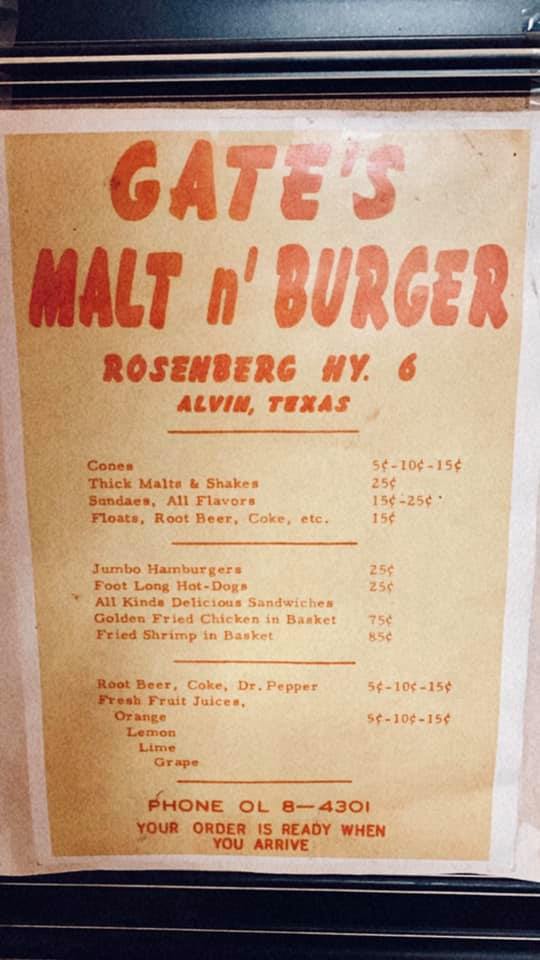 GATE'S
MALT n' BURGER
ROSENBERG HY. 6
ALVIN, TEXAS
Cones 5¢-10¢-15¢
Thick Malts & Shakes 25¢
Sundaes, All Flavors 15¢-25¢
Floats, Root Beer, Coke, etc. 15¢
Jumbo Hamburgers 25¢
Foot Long Hot-Dogs 25¢
All Kinds Delicious Sandwiches
Golden Fried Chicken in Basket 75¢
Fried Shrimp in Basket 85¢
Root Beer, Coke, Dr. Pepper 5¢-10¢-15¢
Fresh Fruit Juices,
Orange 5¢-10¢-15¢
Lemon
Lime
Grape
PHONE OL 8-4301
YOUR ORDER IS READY WHEN
YOU ARRIVE